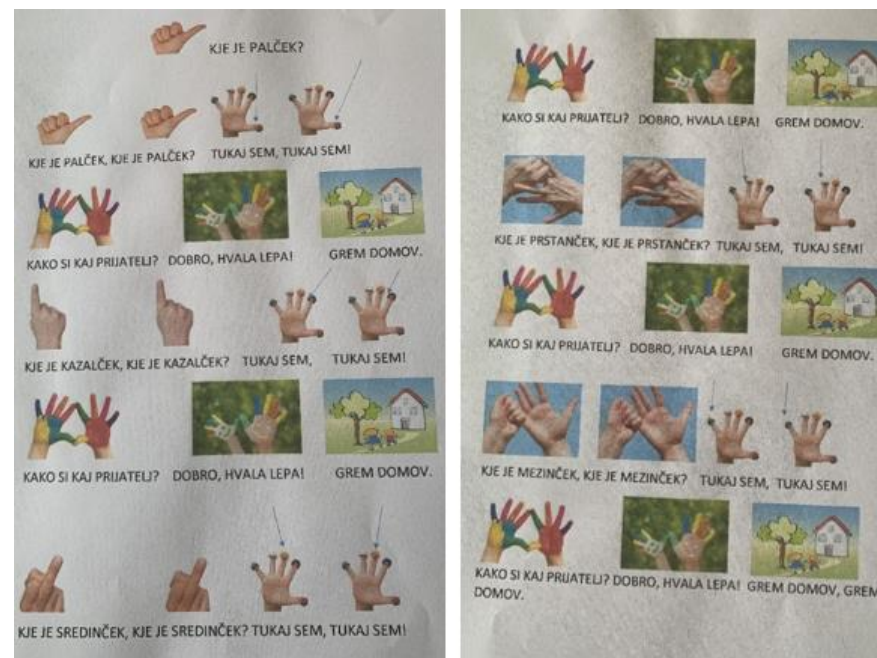 KJE JE PALČEK?
KJE JE PALČEK, KJE JE PALČEK? TUKAJ SEM, TUKAJ SEM!
KAKO SI KAJ PRIJATELJ? DOBRO, HVALA LEPA! GREM DOMOV.
KJE JE KAZALČEK, KJE JE KAZALČEK? TUKAJ SEM, TUKAJ SEM!
KAKO SI KAJ PRIJATELJ? DOBRO, HVALA LEPA! GREM DOMOV.
KJE JE SREDINČEK, KJE JE SREDINČEK? TUKAJ SEM, TUKAJ SEM!
KAKO SI KAJ PRIJATELJ? DOBRO, HVALA LEPA! GREM DOMOV.
KJE JE PRSTANČEK, KJE JE PRSTANČEK? TUKAJ SEM, TUKAJ SEM!
KAKO SI KAJ PRIJATELJ? DOBRO, HVALA LEPA! GREM DOMOV.
KJE JE MEZINČEK, KJE JE MEZINČEK? TUKAJ SEM, TUKAJ SEM!
KAKO SI KAJ PRIJATELJ? DOBRO, HVALA LEPA! GREM DOMOV, GREM
DOMOV.